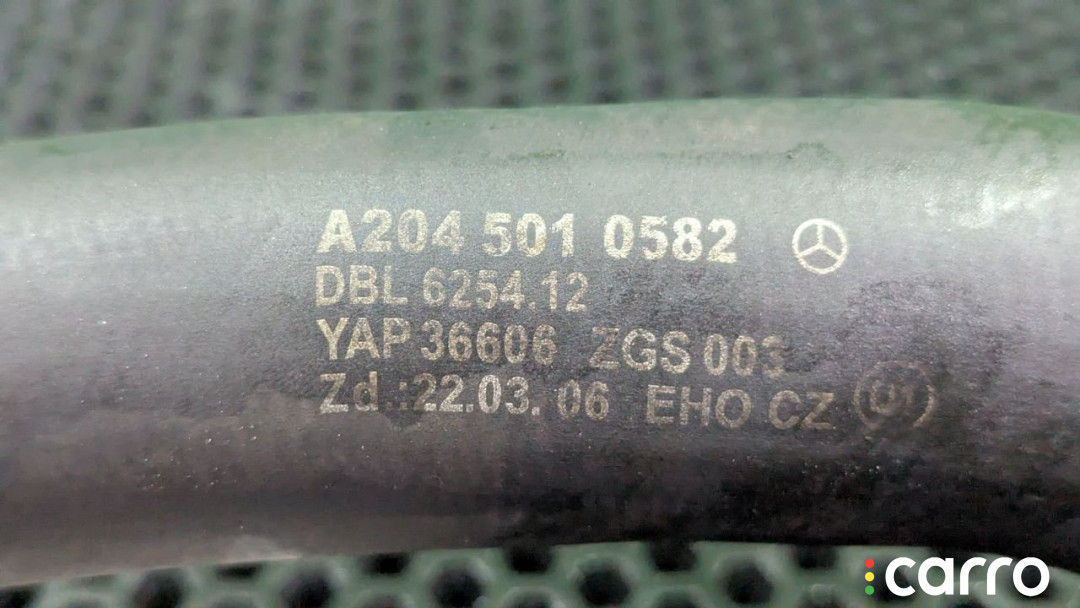 A204 501 0582
DBL 6254.12
YAP 36606 ZGS 003
Zd.:22.03. 06 EHO CZ
carro